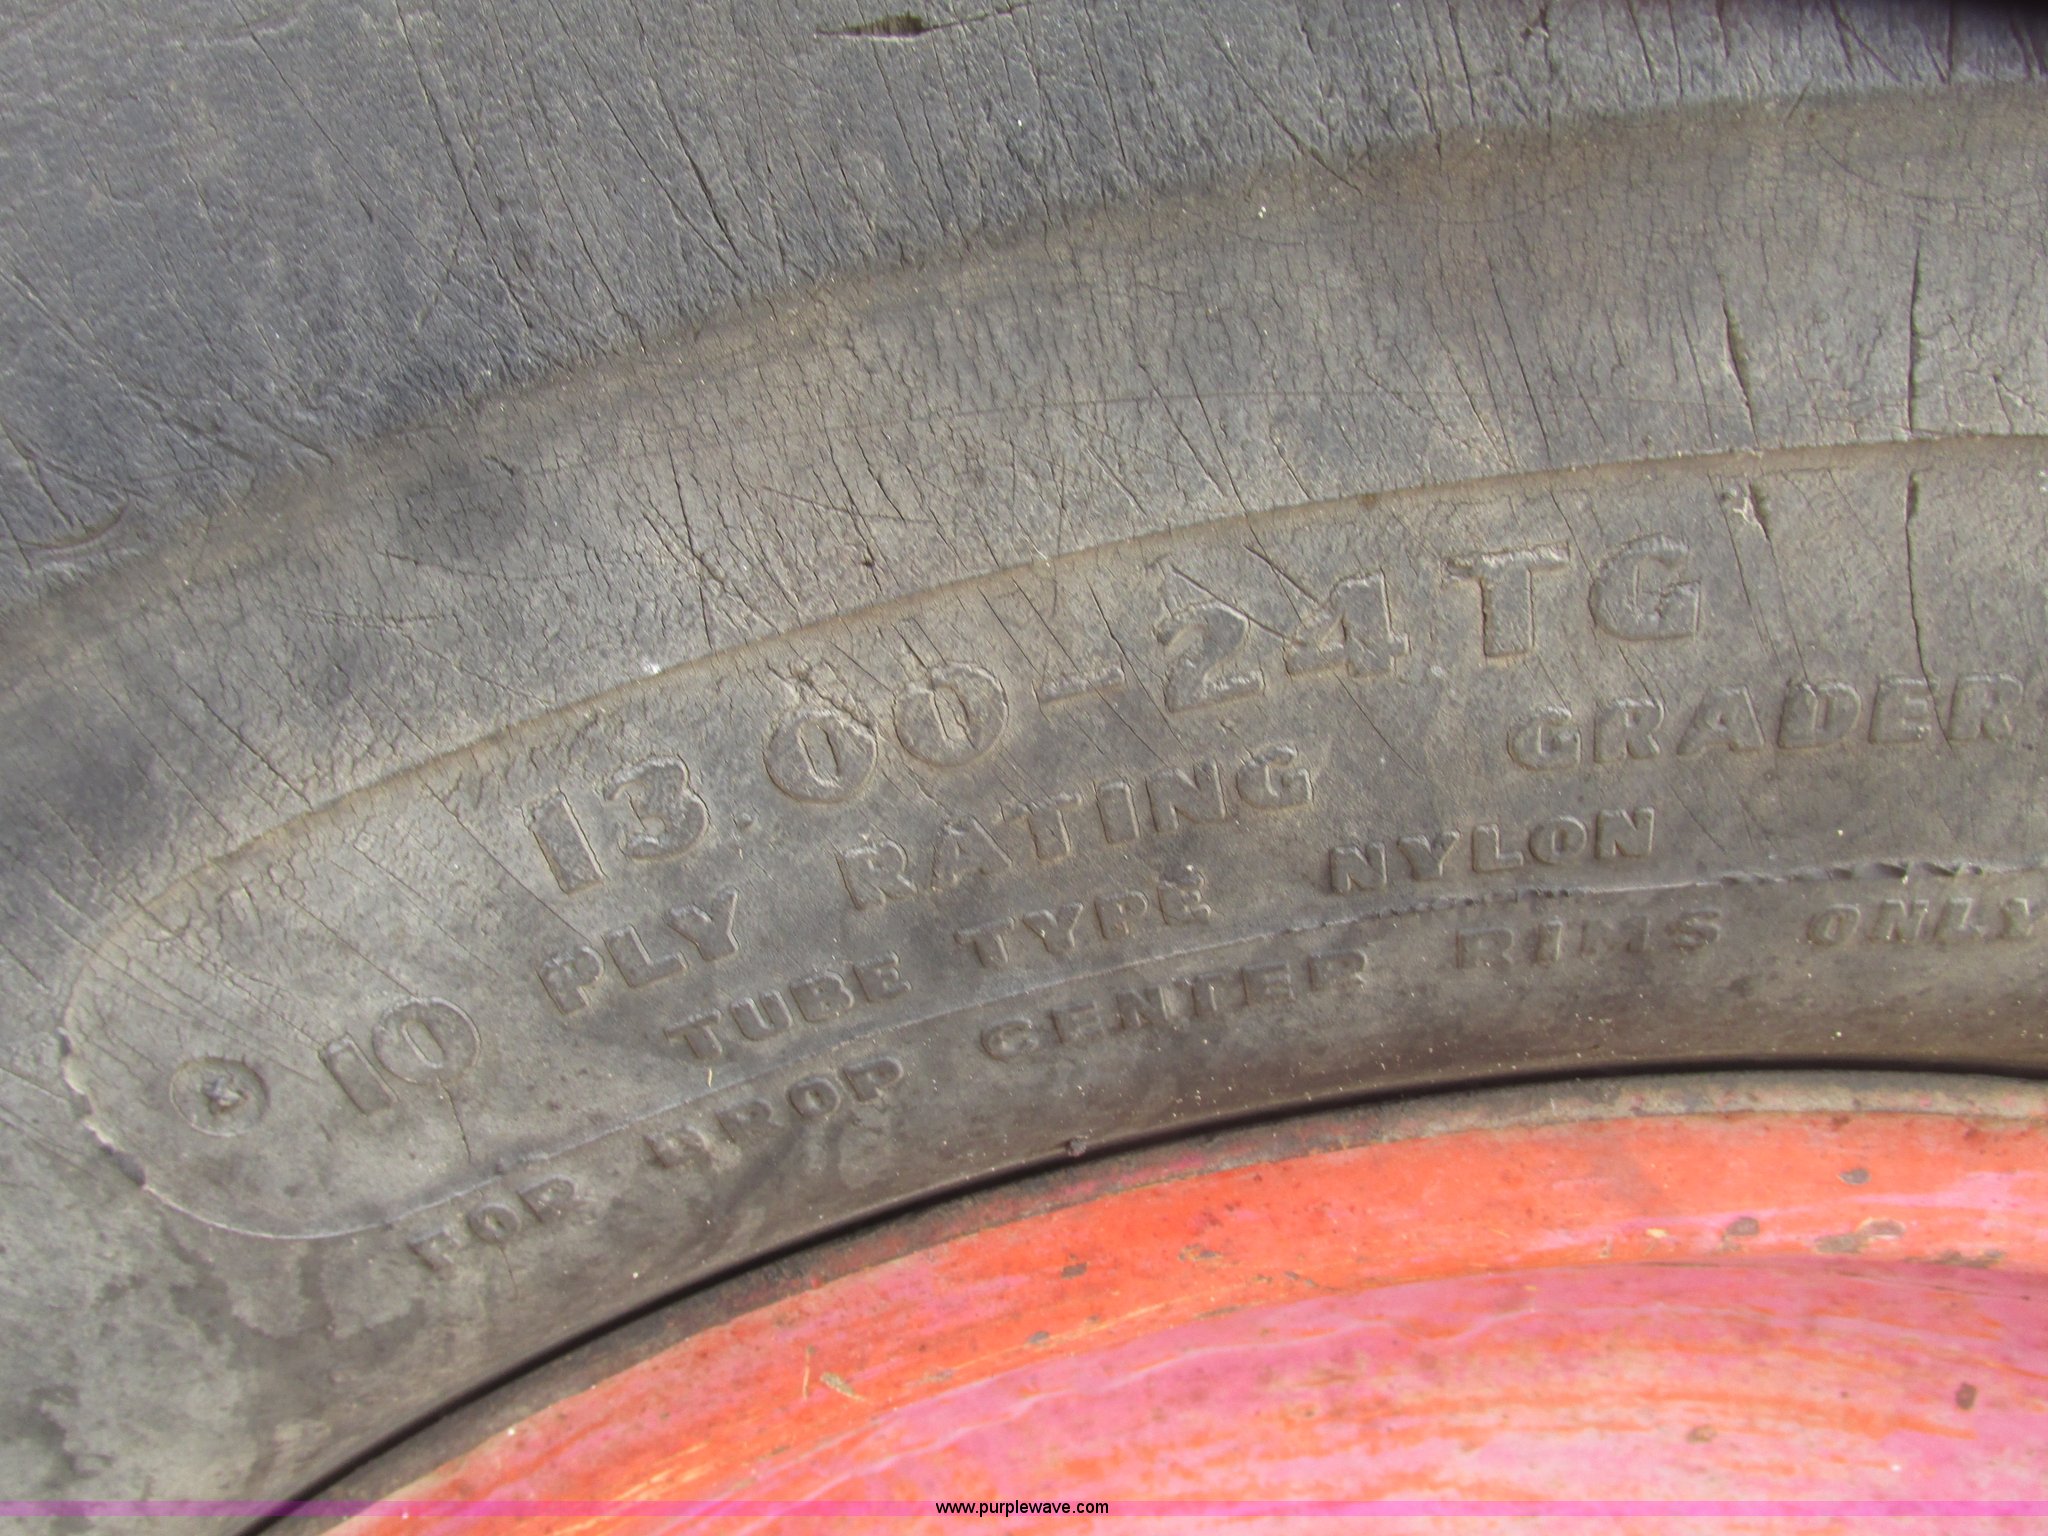 13.00-24 TG
10 PLY RATING GRADER
TUBE TYPE NYLON
FOR DROP CENTER RIMS ONLY
www.purplewave.com